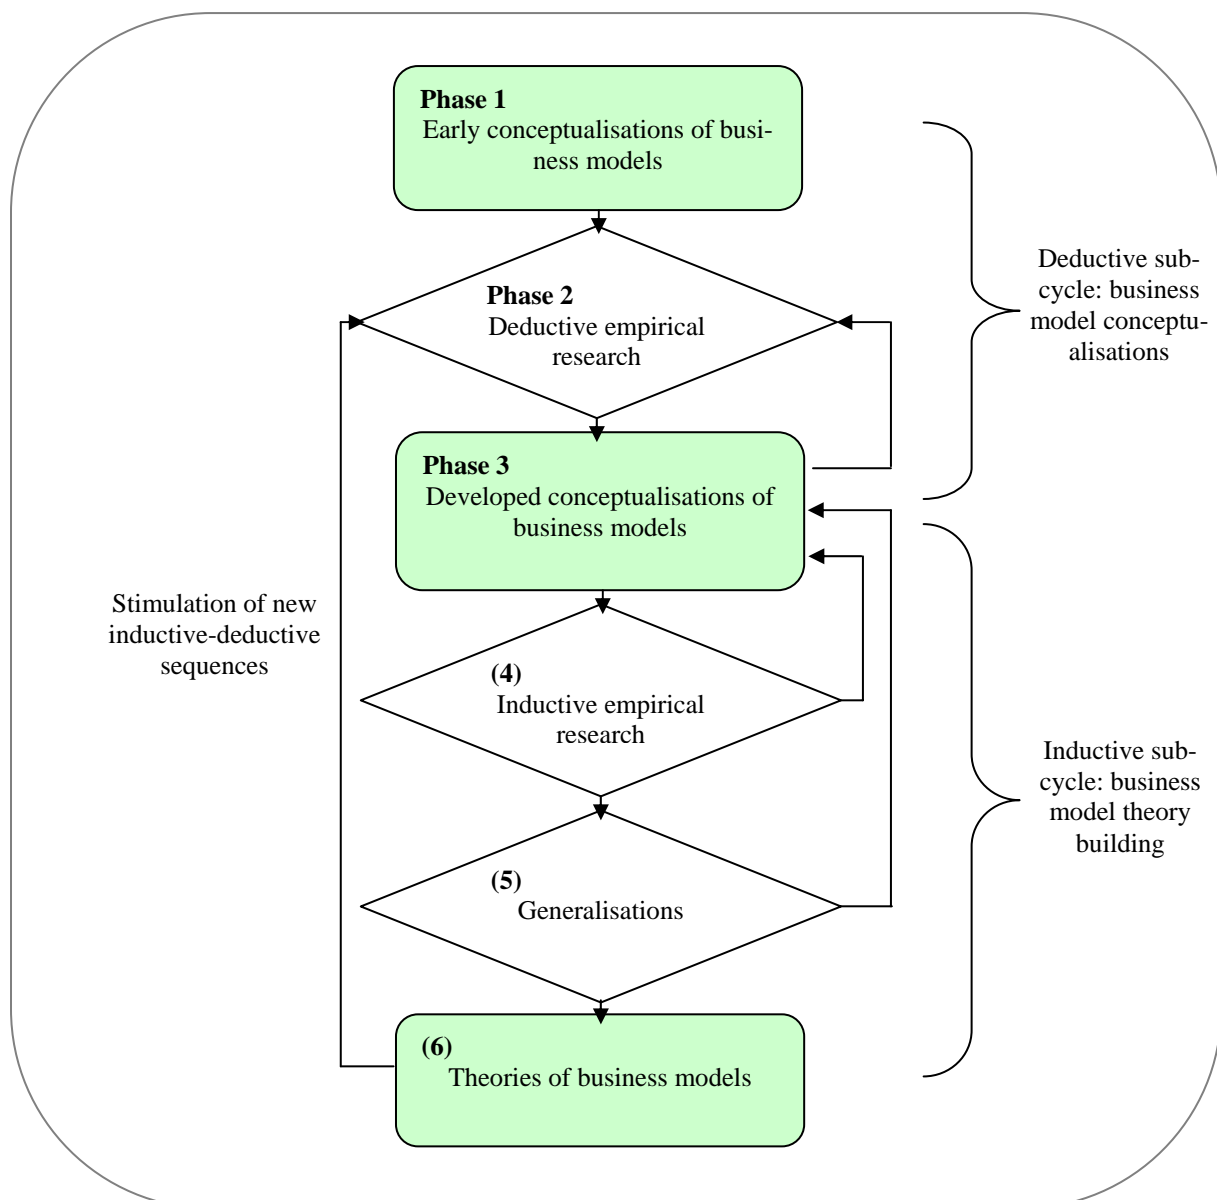 Phase 1
Early conceptualisations of busi-
ness models
Phase 2
Deductive empirical
research
Deductive sub-
cycle: business
model conceptu-
alisations
Phase 3
Developed conceptualisations of
business models
Stimulation of new
inductive-deductive
sequences
(4)
Inductive empirical
research
Inductive sub-
cycle: business
model theory
building
(5)
Generalisations
(6)
Theories of business models